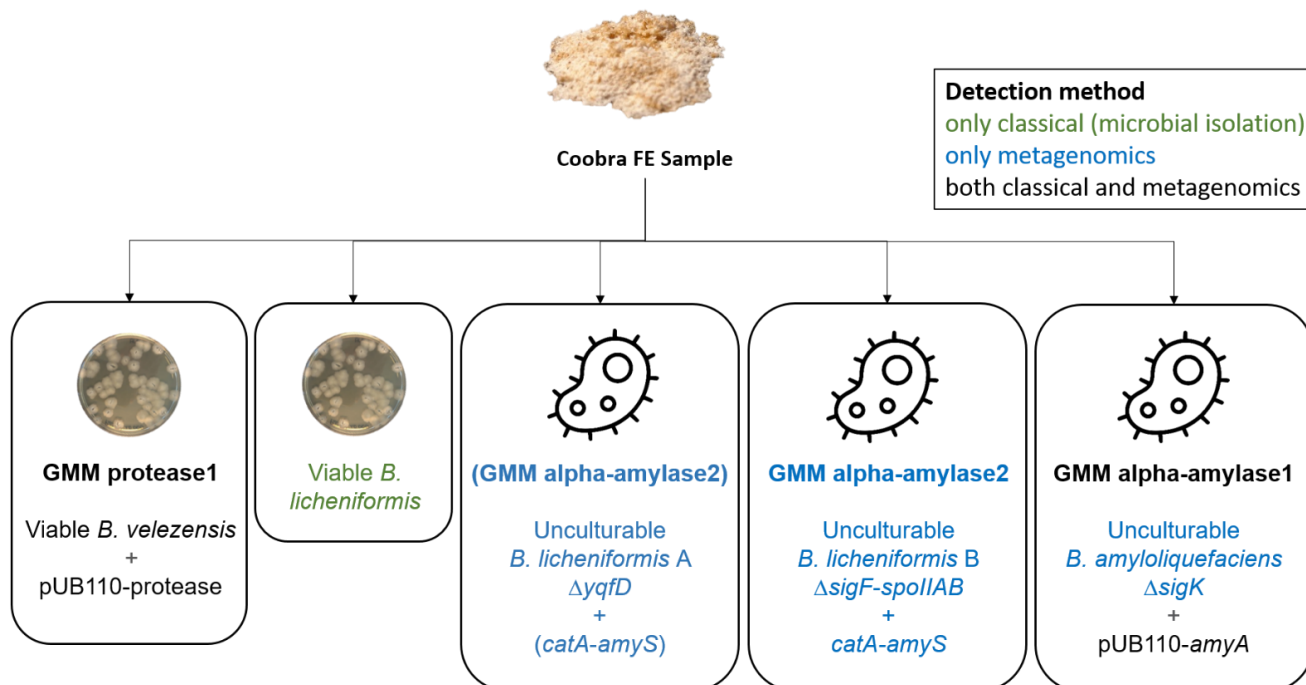 Coobra FE Sample
Detection method
only classical (microbial isolation)
only metagenomics
both classical and metagenomics
GMM protease1
Viable B. velezensis
+
pUB110-protease
Viable B.
licheniformis
(GMM alpha-amylase2)
Unculturable
B. licheniformis A
ΔyqfD
+
(catA-amyS)
GMM alpha-amylase2
Unculturable
B. licheniformis B
ΔsigF-spoIIAB
+
catA-amyS
GMM alpha-amylase1
Unculturable
B. amyloliquefaciens
ΔsigK
+
pUB110-amyA